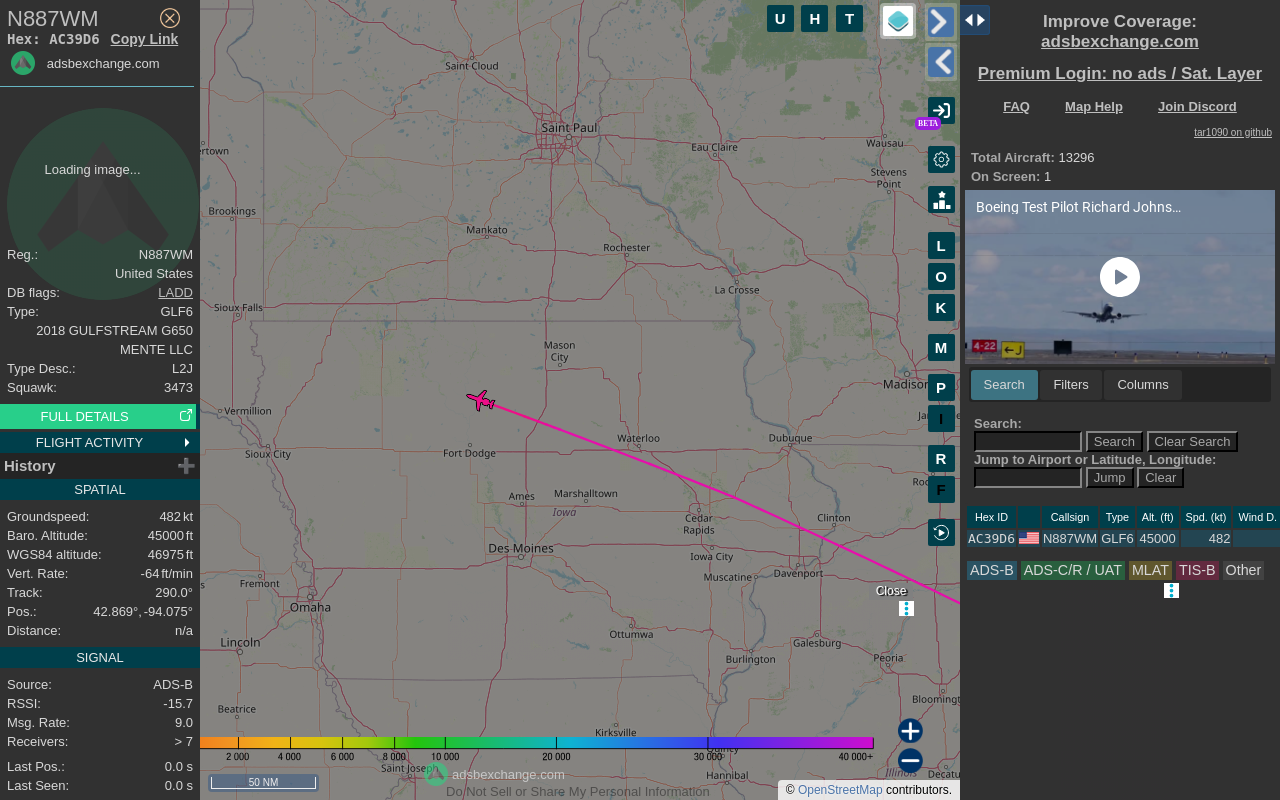 N887WM
Hex: AC39D6 Copy Link
adsbexchange.com
Loading image...
Reg.: N887WM
United States
DB flags: LADD
Type: GLF6
2018 GULFSTREAM G650
MENTE LLC
Type Desc.: L2J
Squawk: 3473
FULL DETAILS
FLIGHT ACTIVITY
History
SPATIAL
Groundspeed: 482 kt
Baro. Altitude: 45000 ft
WGS84 altitude: 46975 ft
Vert. Rate: -64 ft/min
Track: 290.0°
Pos.: 42.869°, -94.075°
Distance: n/a
SIGNAL
Source: ADS-B
RSSI: -15.7
Msg. Rate: 9.0
Receivers: > 7
Last Pos.: 0.0 s
Last Seen: 0.0 s
U H T
BETA
L
O
K
M
P
I
R
F
Saint Cloud
Saint Paul
Eau Claire
Wausau
ertown
Stevens
Point
Brookings
Mankato
Rochester
La Crosse
Sioux Falls
Mason
City
Madison
Vermillion
Sioux City
Fort Dodge
Waterloo
Dubuque
Ames
Marshalltown
Iowa
Cedar
Rapids
Clinton
Des Moines
Iowa City
Muscatine
Davenport
Fremont
Omaha
Close
Lincoln
Ottumwa
Galesburg
Burlington
Peoria
Beatrice
Bloomingt
Kirksville
Quincy
Saint Joseph
Hannibal
Illinois
Decatu
2 000 4 000 6 000 8 000 10 000 20 000 30 000 40 000+
adsbexchange.com
50 NM
Do Not Sell or Share My Personal Information
© OpenStreetMap contributors.
Improve Coverage:
adsbexchange.com
Premium Login: no ads / Sat. Layer
FAQ Map Help Join Discord
tar1090 on github
Total Aircraft: 13296
On Screen: 1
Boeing Test Pilot Richard Johns...
4-22
J
Search Filters Columns
Search:
Search Clear Search
Jump to Airport or Latitude, Longitude:
Jump Clear
Hex ID Callsign Type Alt. (ft) Spd. (kt) Wind D.
AC39D6 N887WM GLF6 45000 482
ADS-B ADS-C/R / UAT MLAT TIS-B Other